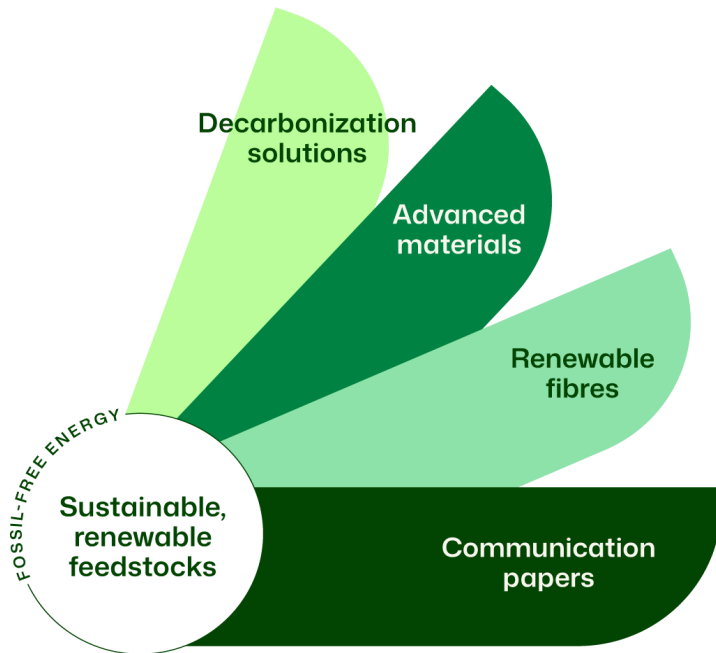 Decarbonization
solutions
Advanced
materials
Renewable
fibres
FOSSIL-FREE ENERGY
Sustainable,
renewable
feedstocks
Communication
papers